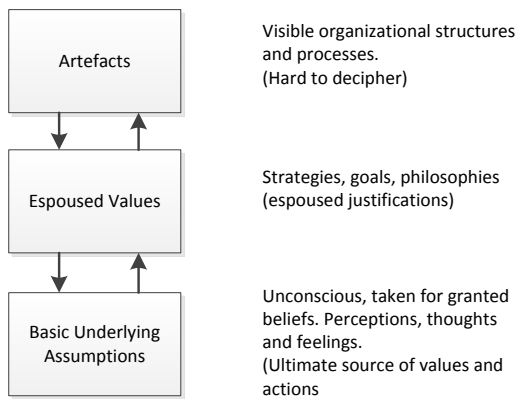 Artefacts
Visible organizational structures
and processes.
(Hard to decipher)
Espoused Values
Strategies, goals, philosophies
(espoused justifications)
Basic Underlying
Assumptions
Unconscious, taken for granted
beliefs. Perceptions, thoughts
and feelings.
(Ultimate source of values and
actions